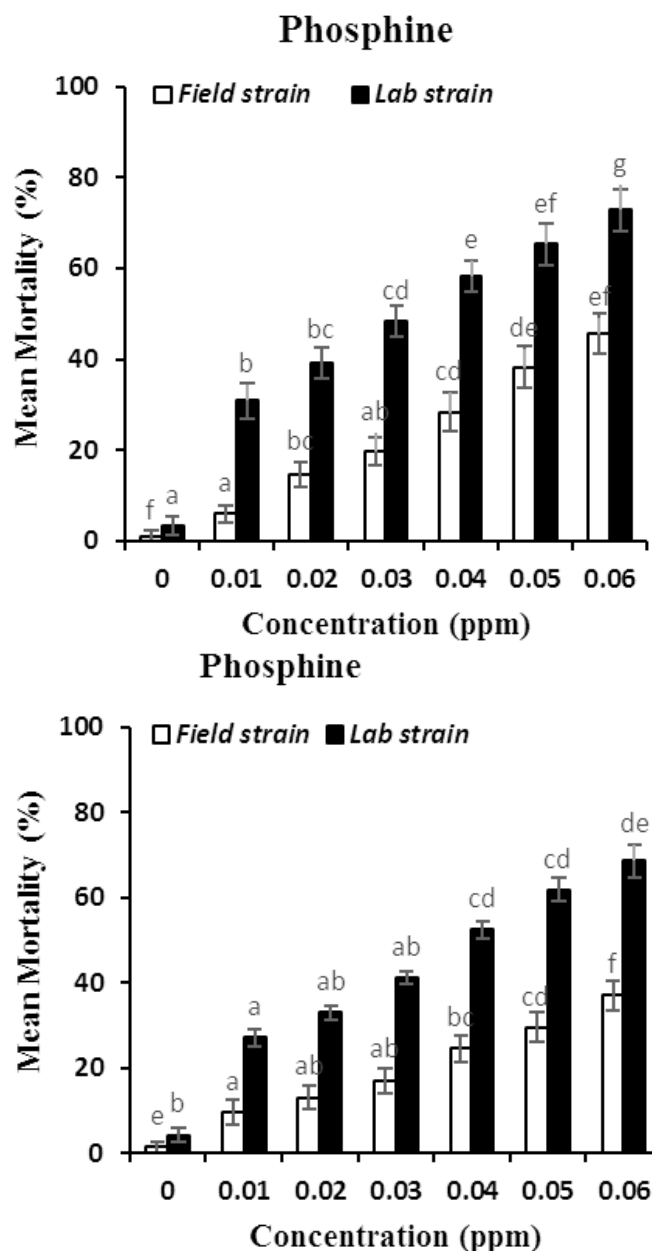 Phosphine
Field strain Lab strain
Mean Mortality (%)
100
80
60
40
20
0
f a a b bc bc ab cd cd e de ef ef g
0 0.01 0.02 0.03 0.04 0.05 0.06
Concentration (ppm)
Phosphine
Field strain Lab strain
Mean Mortality (%)
100
80
60
40
20
0
e b a a ab ab ab ab bc cd cd cd f de
0 0.01 0.02 0.03 0.04 0.05 0.06
Concentration (ppm)